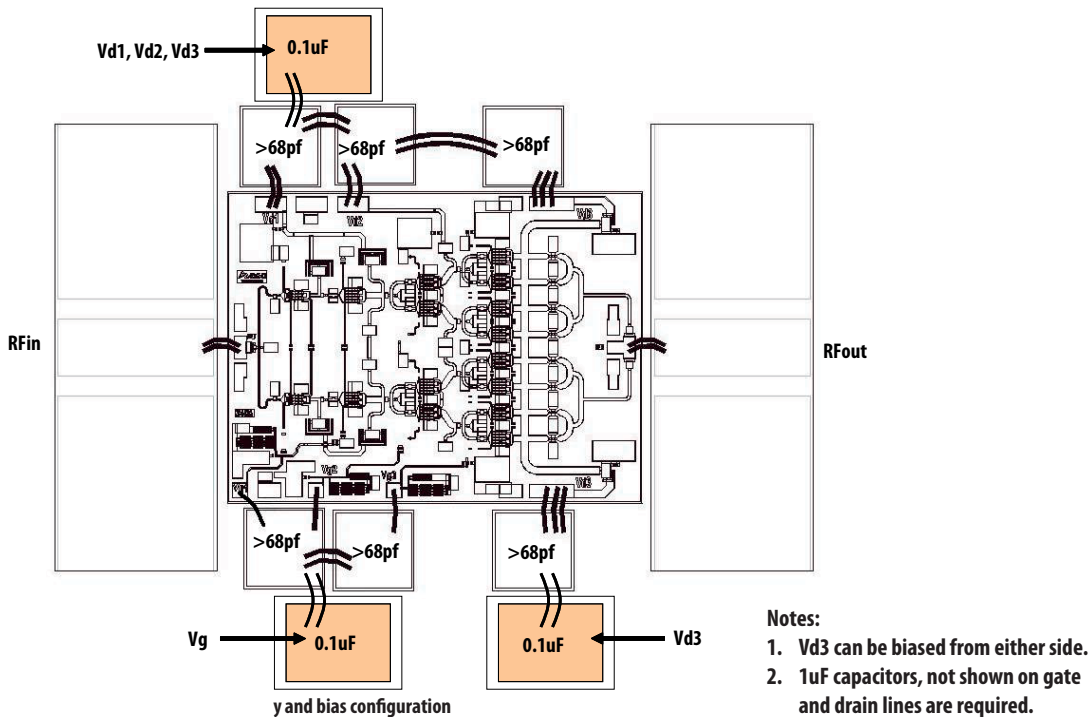 Vd1, Vd2, Vd3
0.1uF
>68pf
>68pf
>68pf
Vd1
Vd2
Vd3
RFin
RFout
Vg2
Vg3
Vd3
>68pf
>68pf
>68pf
Vg
0.1uF
0.1uF
Vd3
y and bias configuration
Notes:
1. Vd3 can be biased from either side.
2. 1uF capacitors, not shown on gate
and drain lines are required.